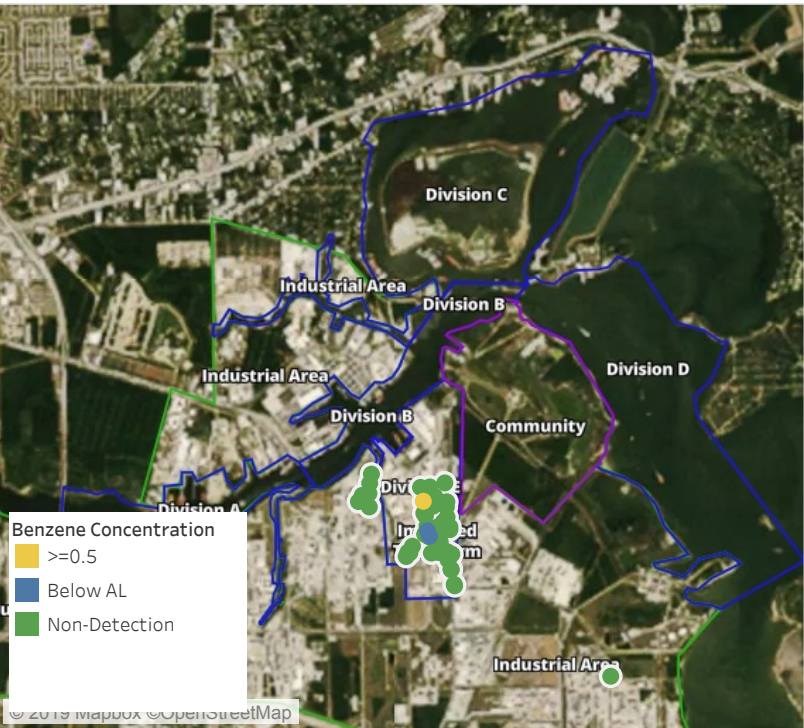 Division C
Industrial Area
Division B
Industrial Area
Division D
Division B
Community
Division A
Benzene Concentration
>=0.5
Below AL
Non-Detection
Industrial Area
© 2019 Mapbox ©OpenStreetMap